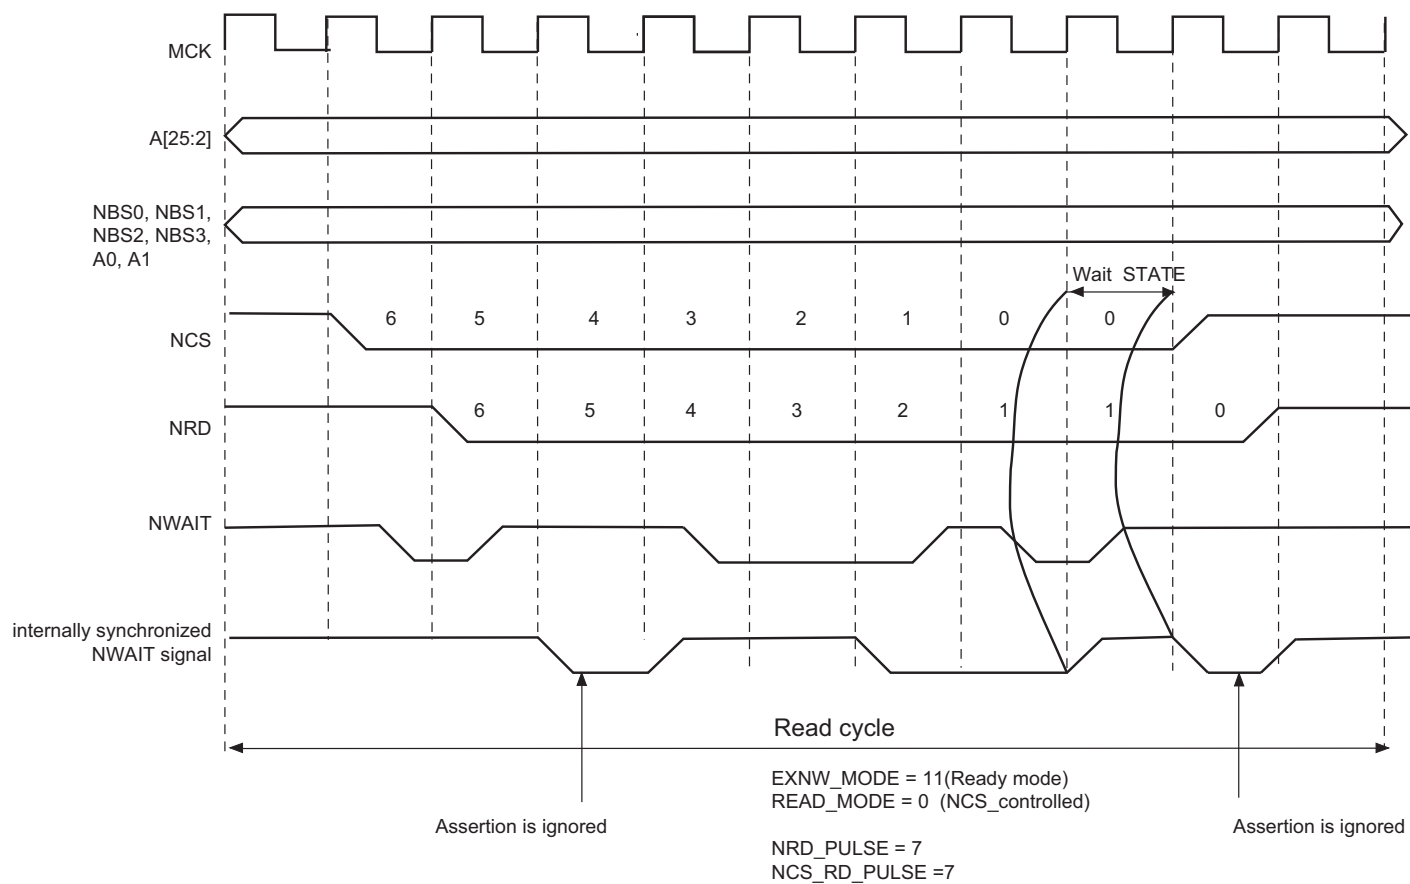 MCK
A[25:2]
NBS0, NBS1,
NBS2, NBS3,
A0, A1
Wait STATE
NCS
6 5 4 3 2 1 0 0
NRD
6 5 4 3 2 1 1 0
NWAIT
internally synchronized
NWAIT signal
Read cycle
EXNW_MODE = 11(Ready mode)
READ_MODE = 0 (NCS_controlled)
Assertion is ignored
Assertion is ignored
NRD_PULSE = 7
NCS_RD_PULSE =7